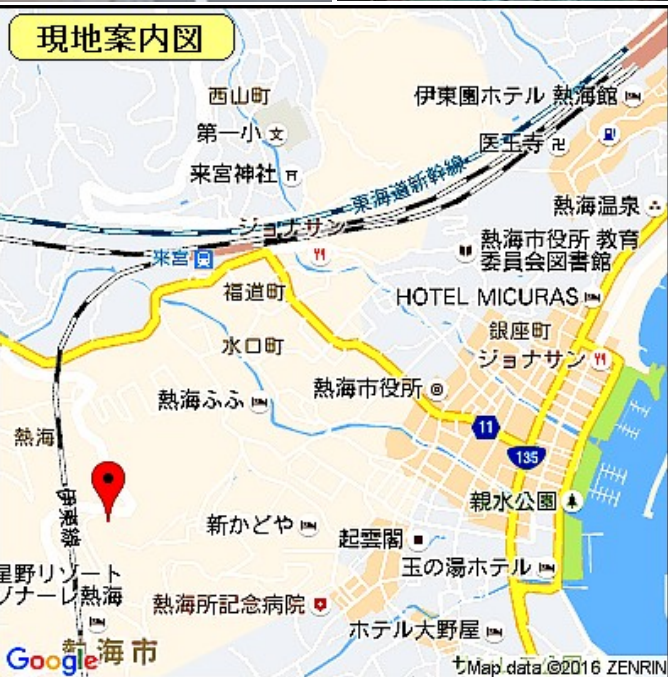 現地案内図
西山町
伊東園ホテル 熱海館
第一小
医王寺
来宮神社
東海道新幹線
熱海温泉
ジョナサン
熱海市役所 教育
委員会図書館
来宮
福道町
HOTEL MICURAS
水口町
銀座町
ジョナサン
熱海ふふ
熱海市役所
11
熱海
135
伊東線
親水公園
新かどや
起雲閣
星野リゾート
玉の湯ホテル
ゾナーレ 熱海
熱海所記念病院
ホテル大野屋
熱海市
Google
Map data ©2016 ZENRIN